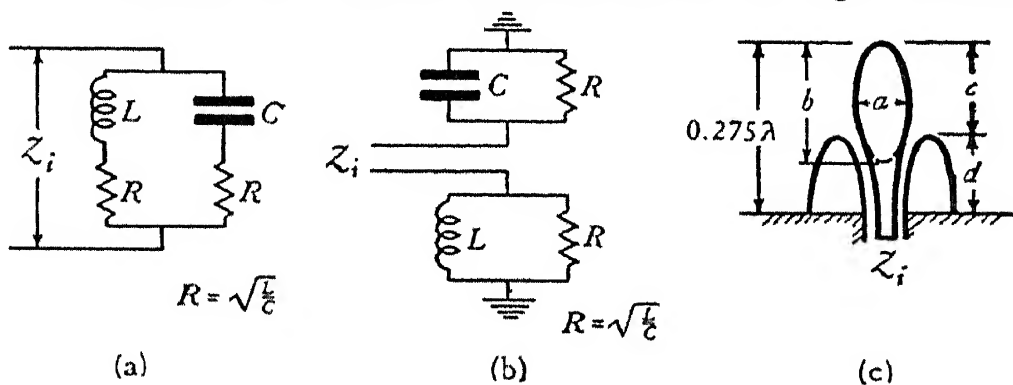 Z_i
L
C
R
R
R = √(L/C)
(a)
C
R
Z_i
L
R
R = √(L/C)
(b)
0.275λ
b
a
c
d
Z_i
(c)